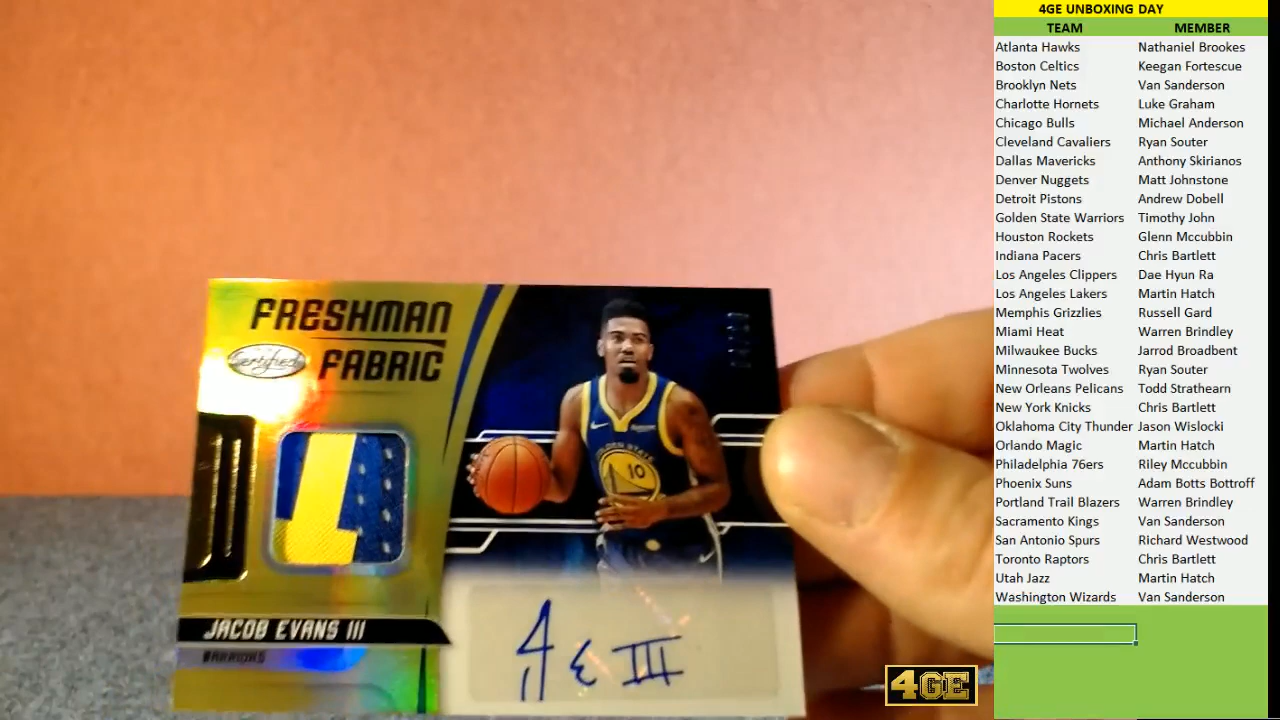 FRESHMAN
Certified
FABRIC
GOLDEN STATE
10
JACOB EVANS III
WARRIORS
J E III
4GE
4GE UNBOXING DAY
TEAM MEMBER
Atlanta Hawks Nathaniel Brookes
Boston Celtics Keegan Fortescue
Brooklyn Nets Van Sanderson
Charlotte Hornets Luke Graham
Chicago Bulls Michael Anderson
Cleveland Cavaliers Ryan Souter
Dallas Mavericks Anthony Skirianos
Denver Nuggets Matt Johnstone
Detroit Pistons Andrew Dobell
Golden State Warriors Timothy John
Houston Rockets Glenn Mccubbin
Indiana Pacers Chris Bartlett
Los Angeles Clippers Dae Hyun Ra
Los Angeles Lakers Martin Hatch
Memphis Grizzlies Russell Gard
Miami Heat Warren Brindley
Milwaukee Bucks Jarrod Broadbent
Minnesota Twolves Ryan Souter
New Orleans Pelicans Todd Strathearn
New York Knicks Chris Bartlett
Oklahoma City Thunder Jason Wislocki
Orlando Magic Martin Hatch
Philadelphia 76ers Riley Mccubbin
Phoenix Suns Adam Botts Bottroff
Portland Trail Blazers Warren Brindley
Sacramento Kings Van Sanderson
San Antonio Spurs Richard Westwood
Toronto Raptors Chris Bartlett
Utah Jazz Martin Hatch
Washington Wizards Van Sanderson